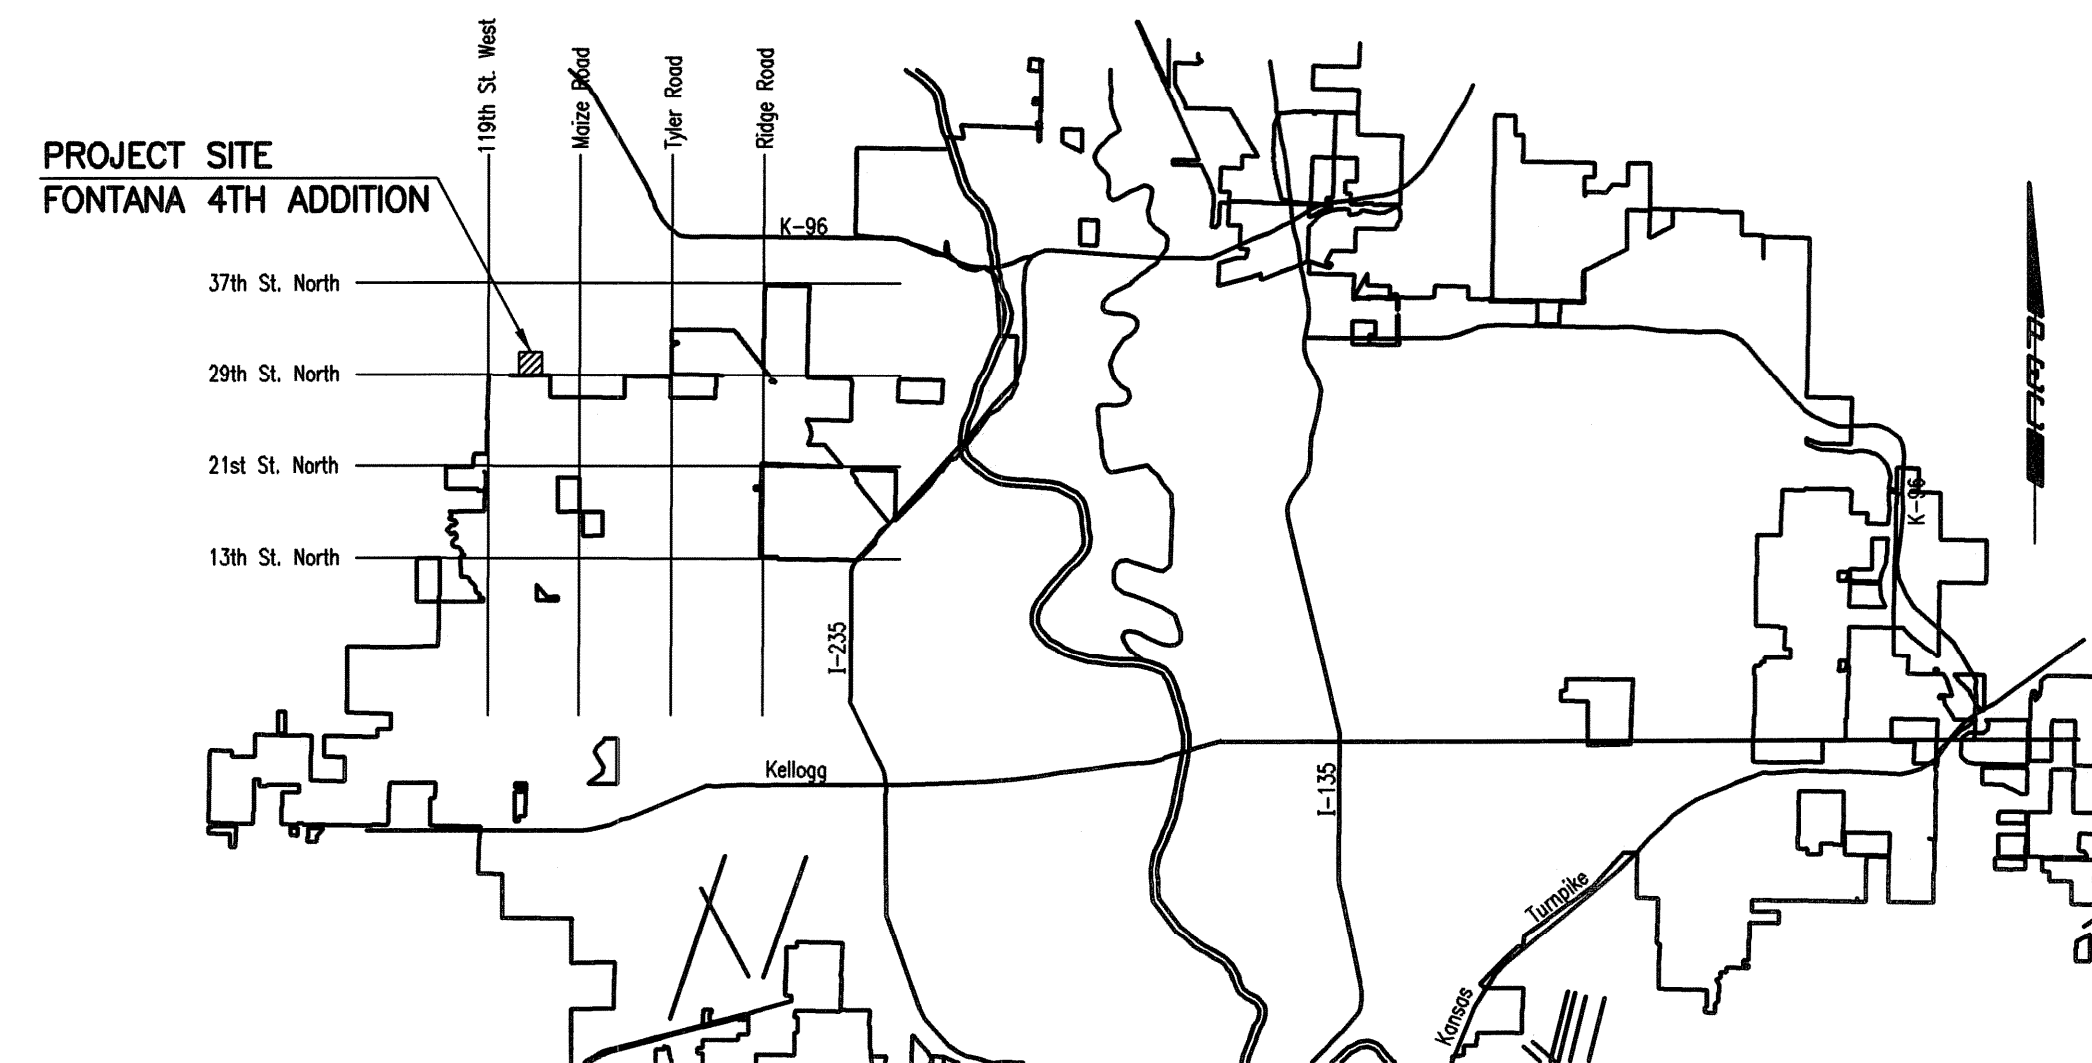 119th St. West
Maize Road
Tyler Road
Ridge Road
PROJECT SITE
FONTANA 4TH ADDITION
K-96
37th St. North
29th St. North
21st St. North
13th St. North
K-96
I-235
Kellogg
I-135
Kansas Turnpike